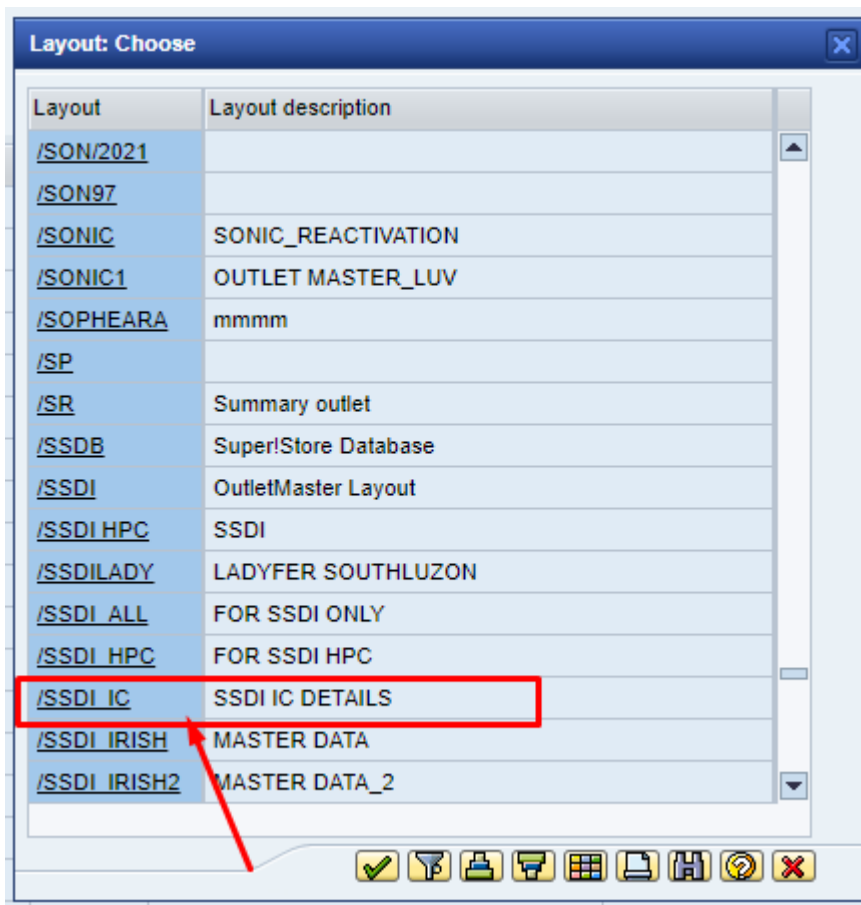 Layout: Choose
Layout Layout description
/SON/2021
/SON97
/SONIC SONIC_REACTIVATION
/SONIC1 OUTLET MASTER_LUV
/SOPHEARA mmmm
/SP
/SR Summary outlet
/SSDB Super!Store Database
/SSDI OutletMaster Layout
/SSDI HPC SSDI
/SSDILADY LADYFER SOUTHLUZON
/SSDI_ALL FOR SSDI ONLY
/SSDI_HPC FOR SSDI HPC
/SSDI_IC SSDI IC DETAILS
/SSDI_IRISH MASTER DATA
/SSDI_IRISH2 MASTER DATA_2